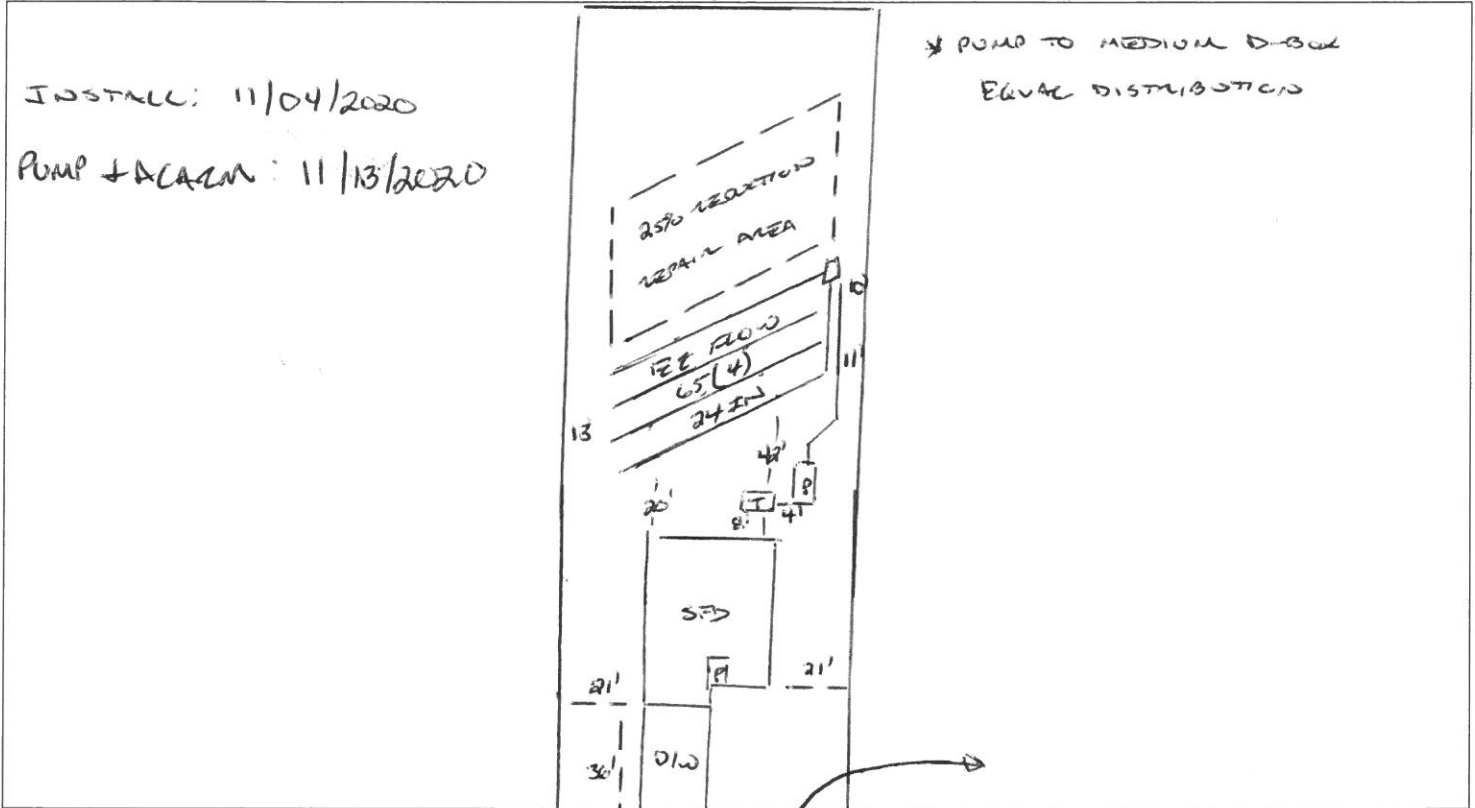 INSTALL: 11/04/2020
PUMP + ALARM: 11/13/2020
* PUMP TO MEDIUM D-BOX
EQUAL DISTRIBUTION
25% REDUCTION
REPAIR AREA
10'
EZ FLOW
65(4)
24 IN
11'
13
42'
P
20'
T
8'
4'
SFD
P
21'
21'
36'
D/W